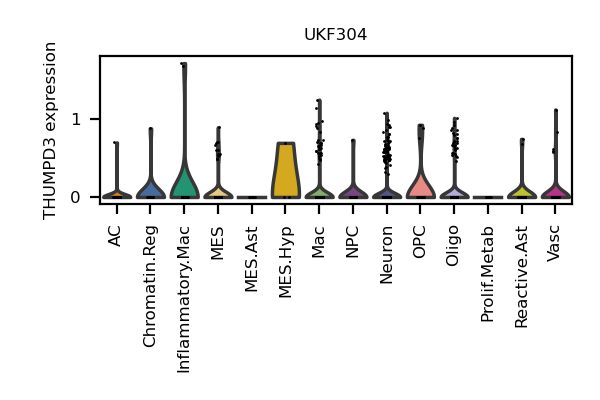 UKF304
THUMPD3 expression
1
0
AC
Chromatin.Reg
Inflammatory.Mac
MES
MES.Ast
MES.Hyp
Mac
NPC
Neuron
OPC
Oligo
Prolif.Metab
Reactive.Ast
Vasc